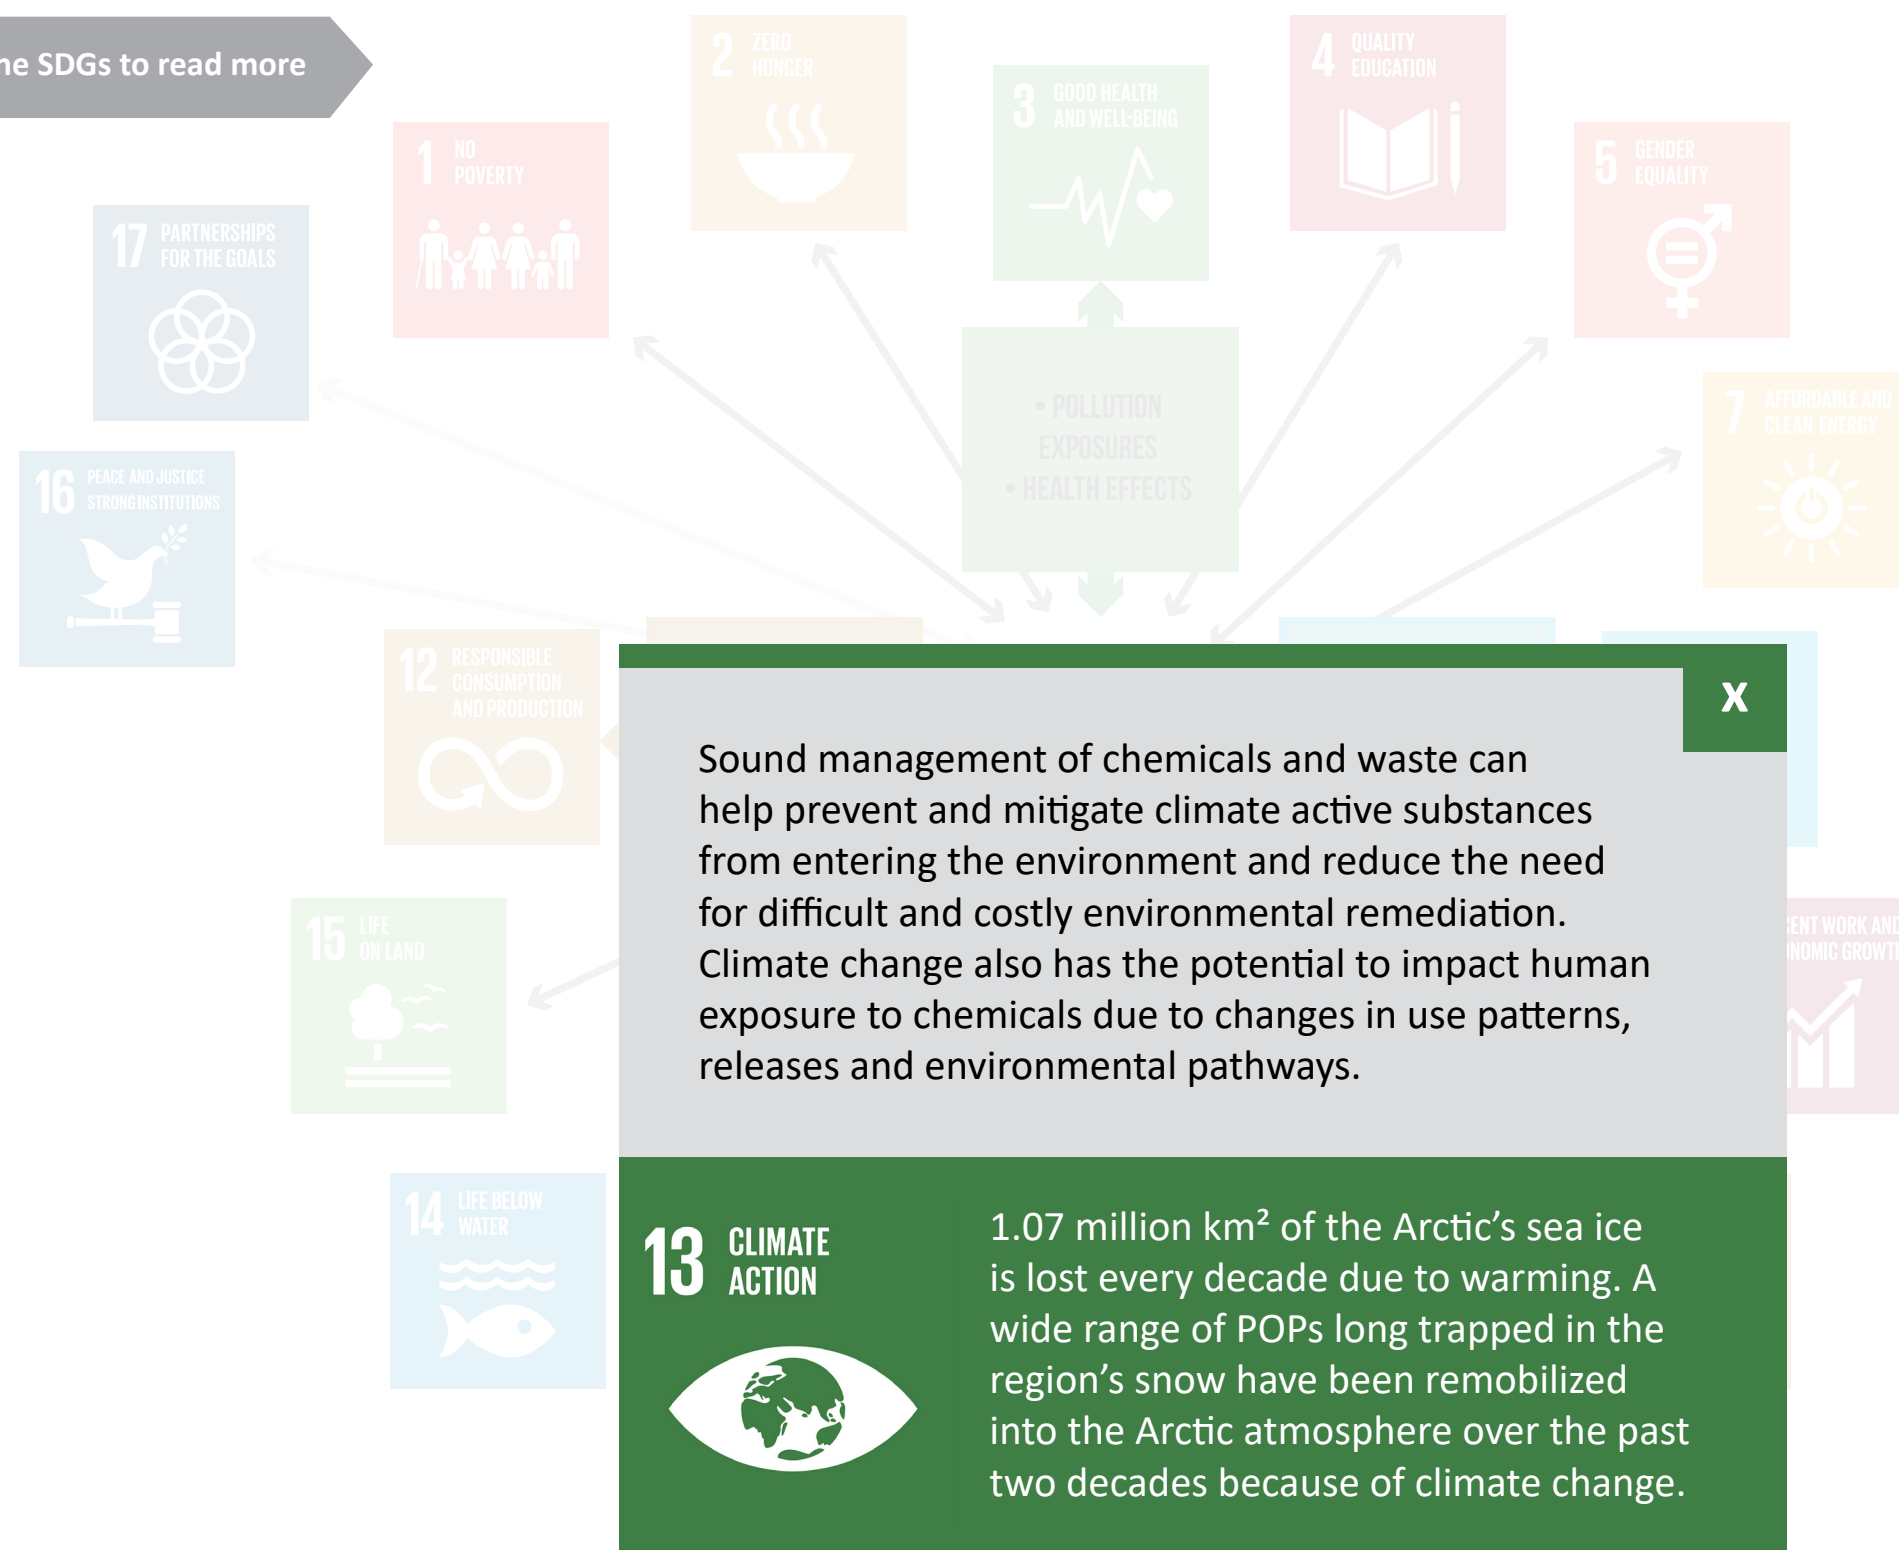 he SDGs to read more
2 ZERO
HUNGER
3 GOOD HEALTH
AND WELL-BEING
4 QUALITY
EDUCATION
1 NO
POVERTY
5 GENDER
EQUALITY
17 PARTNERSHIPS
FOR THE GOALS
• POLLUTION
EXPOSURES
• HEALTH EFFECTS
7 AFFORDABLE AND
CLEAN ENERGY
16 PEACE AND JUSTICE
STRONG INSTITUTIONS
12 RESPONSIBLE
CONSUMPTION
AND PRODUCTION
X
Sound management of chemicals and waste can
help prevent and mitigate climate active substances
from entering the environment and reduce the need
for difficult and costly environmental remediation.
Climate change also has the potential to impact human
exposure to chemicals due to changes in use patterns,
releases and environmental pathways.
15 LIFE
ON LAND
ENT WORK AND
NOMIC GROWTH
14 LIFE BELOW
WATER
13 CLIMATE
ACTION
1.07 million km² of the Arctic’s sea ice
is lost every decade due to warming. A
wide range of POPs long trapped in the
region’s snow have been remobilized
into the Arctic atmosphere over the past
two decades because of climate change.